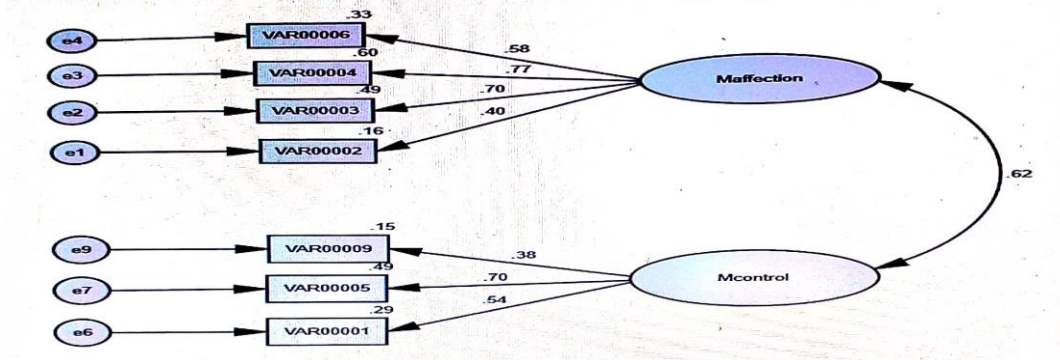 .33
e4 VAR00006
.58
.60
e3 VAR00004 .77 Maffection
.49
e2 VAR00003 .70
.40
.16
e1 VAR00002
.62
.15
e9 VAR00009 .38
.49
e7 VAR00005 .70 Mcontrol
.54
.29
e6 VAR00001